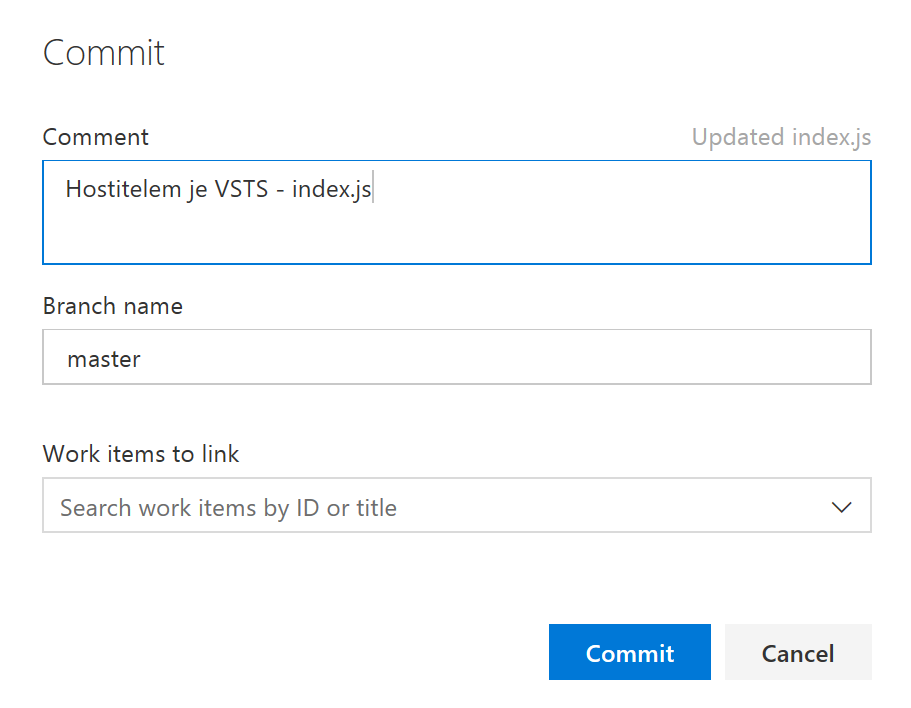 Commit
Comment
Updated index.js
Hostitelem je VSTS - index.js
Branch name
master
Work items to link
Search work items by ID or title
Commit
Cancel